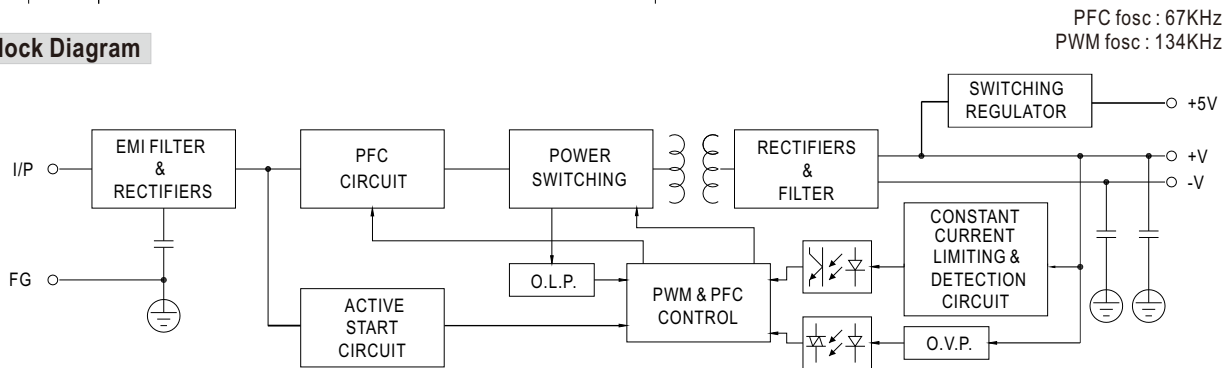 PFC fosc : 67KHz
PWM fosc : 134KHz
lock Diagram
I/P
EMI FILTER
&
RECTIFIERS
PFC
CIRCUIT
POWER
SWITCHING
RECTIFIERS
&
FILTER
SWITCHING
REGULATOR
+5V
+V
-V
FG
O.L.P.
ACTIVE
START
CIRCUIT
PWM & PFC
CONTROL
CONSTANT
CURRENT
LIMITING &
DETECTION
CIRCUIT
O.V.P.